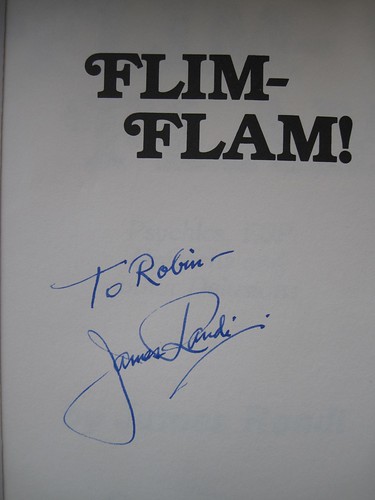 FLIM-
FLAM!
To Robin-
James Randi